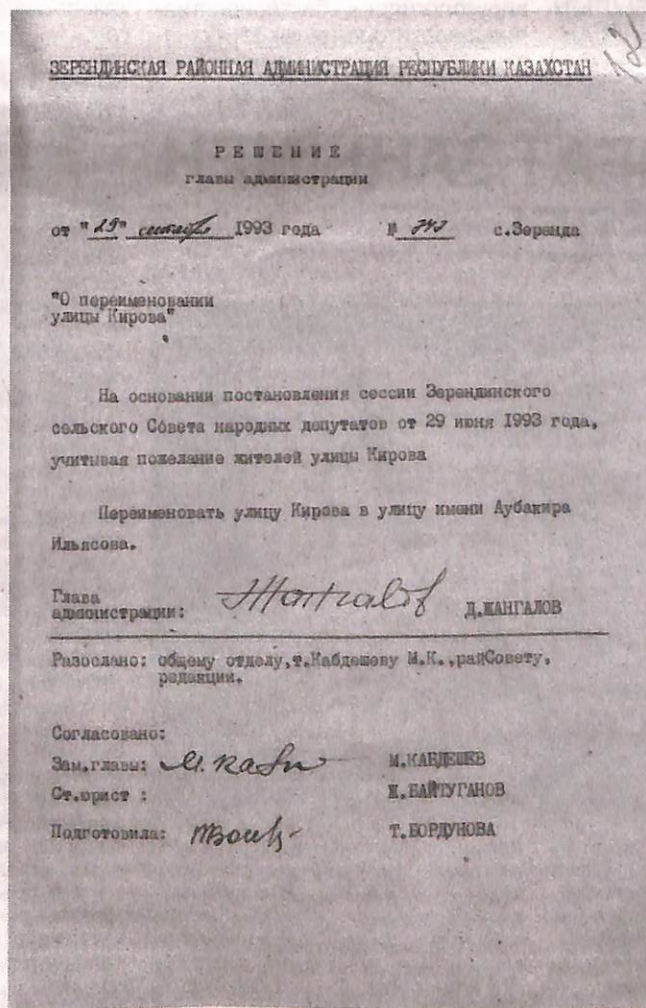 12
ЗЕРЕНДИНСКАЯ РАЙОННАЯ АДМИНИСТРАЦИЯ РЕСПУБЛИКИ КАЗАХСТАН
РЕШЕНИЕ
главы администрации
от "29" сентября 1993 года № с.Зеренда
"О переименовании
улицы Кирова"
На основании постановления сессии Зерендинского
сельского Совета народных депутатов от 29 июня 1993 года,
учитывая пожелание жителей улицы Кирова
Переименовать улицу Кирова в улицу имени Аубакира
Ильясова.
Глава
администрации: Д.ЖАНГАЛОВ
Разослано: общему отделу,т.Кабдешеву М.К.,райСовету,
редакции.
Согласовано:
Зам.главы: М.КАБДЕШЕВ
Ст.юрист : Ж.БАЙТУГАНОВ
Подготовила: Т.БОРДУНОВА